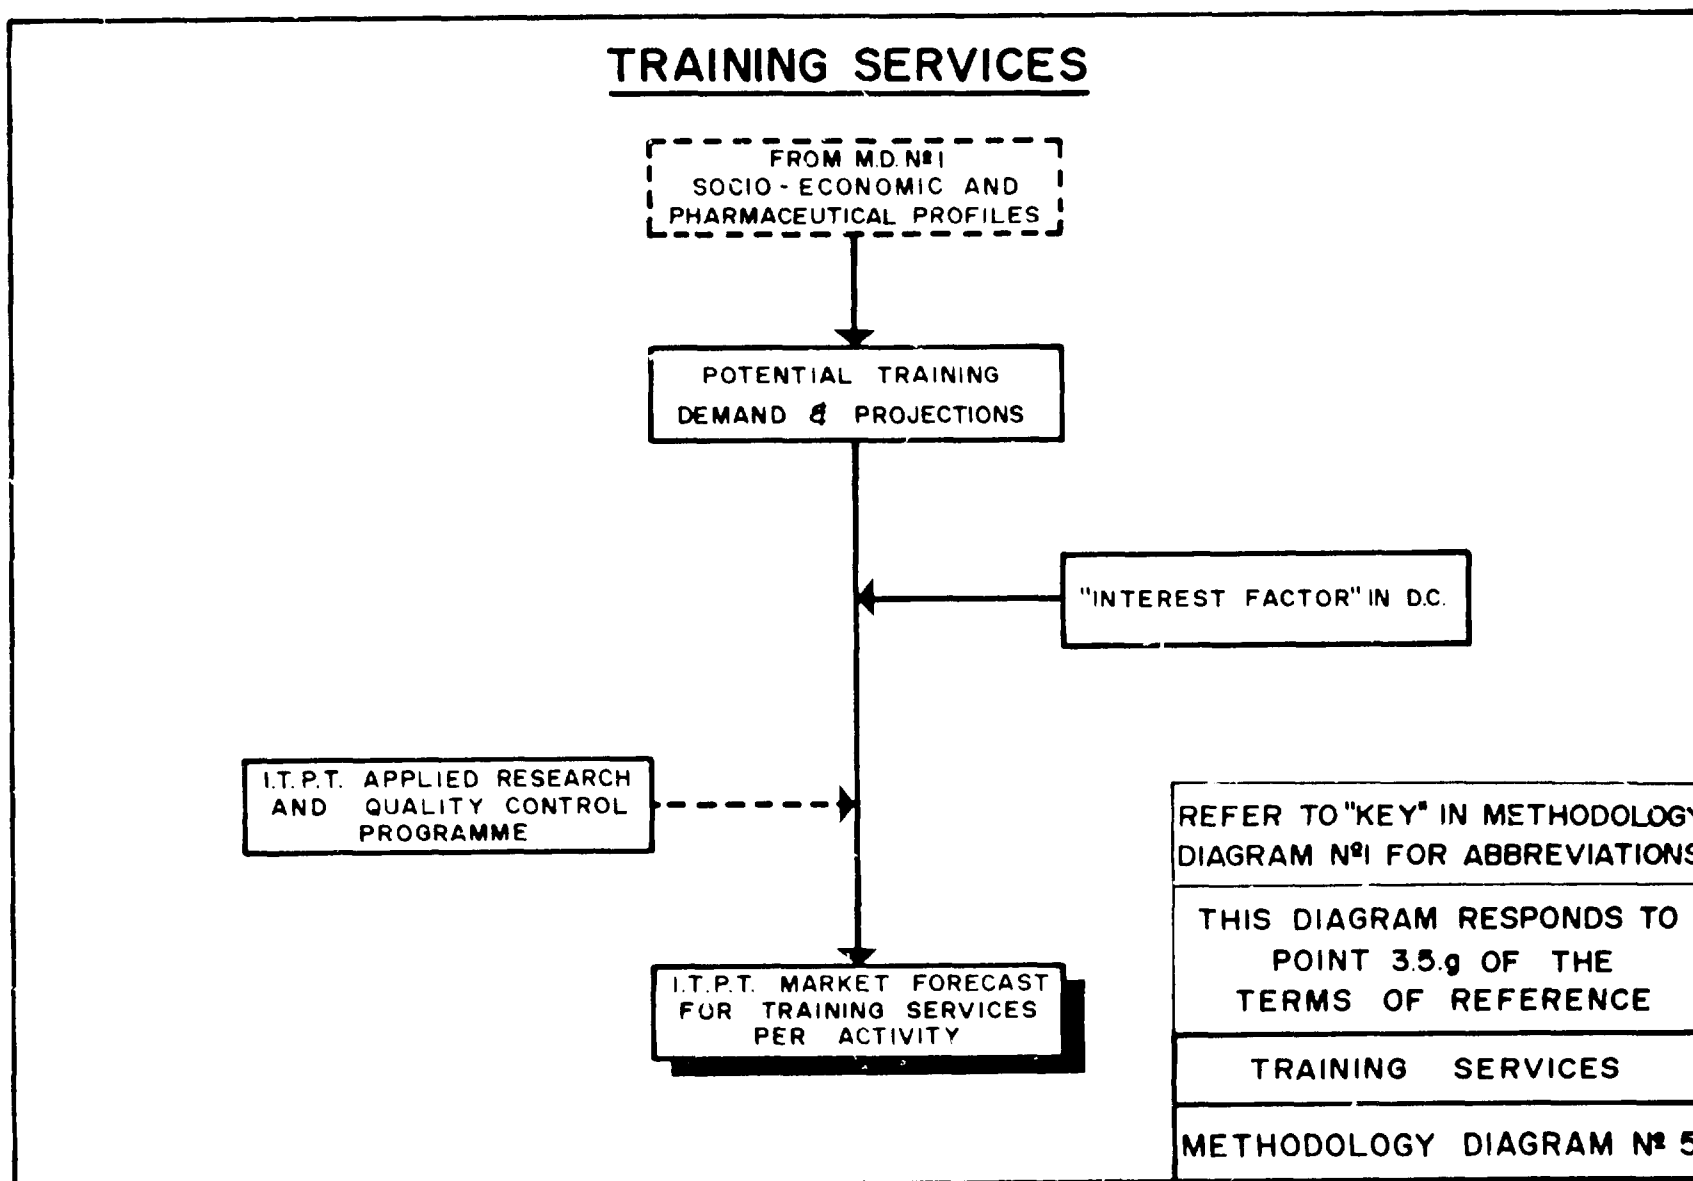 TRAINING SERVICES
FROM M.D. Nº 1
SOCIO - ECONOMIC AND
PHARMACEUTICAL PROFILES
POTENTIAL TRAINING
DEMAND & PROJECTIONS
"INTEREST FACTOR" IN D.C.
I.T.P.T. APPLIED RESEARCH
AND QUALITY CONTROL
PROGRAMME
I.T.P.T. MARKET FORECAST
FOR TRAINING SERVICES
PER ACTIVITY
REFER TO "KEY" IN METHODOLOGY
DIAGRAM Nº1 FOR ABBREVIATIONS
THIS DIAGRAM RESPONDS TO
POINT 3.5.g OF THE
TERMS OF REFERENCE
TRAINING SERVICES
METHODOLOGY DIAGRAM Nº 5